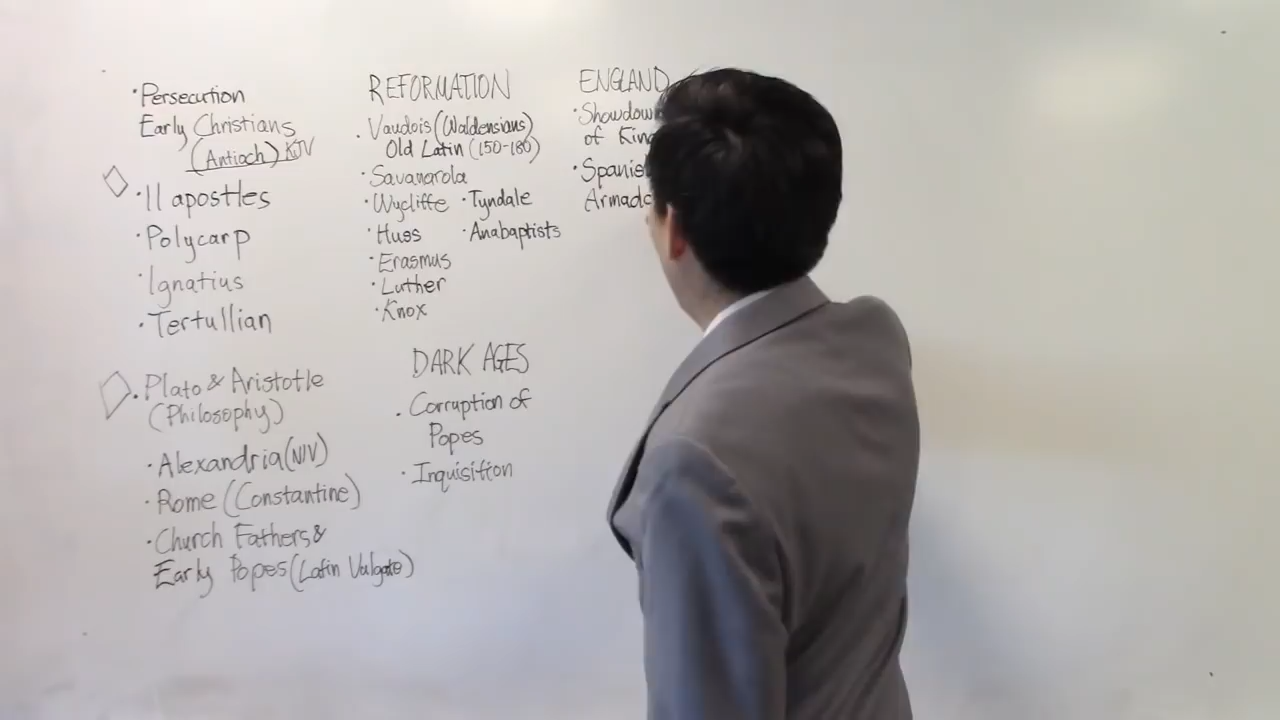 · Persecution
Early Christians
(Antioch) KJV
· 11 apostles
· Polycarp
· Ignatius
· Tertullian
· Plato & Aristotle
(Philosophy)
· Alexandria (NIV)
· Rome (Constantine)
· Church Fathers &
Early Popes (Latin Vulgate)
REFORMATION
· Vaudois (Waldensians)
Old Latin (150-180)
· Savanarola
· Wycliffe · Tyndale
· Huss · Anabaptists
· Erasmus
· Luther
· Knox
DARK AGES
· Corruption of
Popes
· Inquisition
ENGLAND
· Showdow
of King
· Spanis
Armad